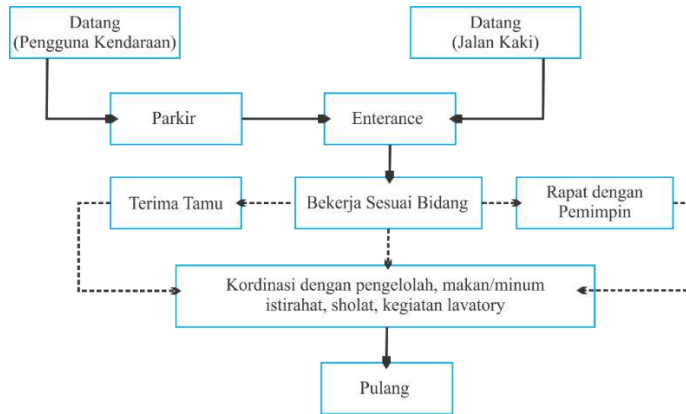 Datang
(Pengguna Kendaraan)
Datang
(Jalan Kaki)
Parkir
Enterance
Terima Tamu
Bekerja Sesuai Bidang
Rapat dengan
Pemimpin
Kordinasi dengan pengelolah, makan/minum
istirahat, sholat, kegiatan lavatory
Pulang